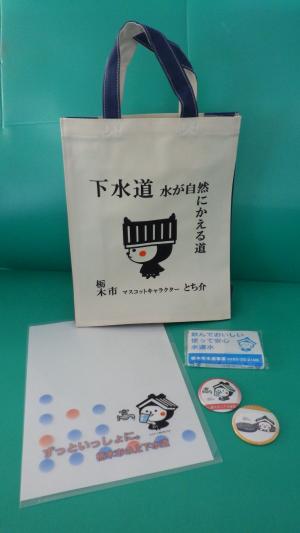 下水道 水が自然にかえる道
栃木市 マスコットキャラクター とち介
飲んでおいしい
使って安心
水道水
ずっといっしょに。